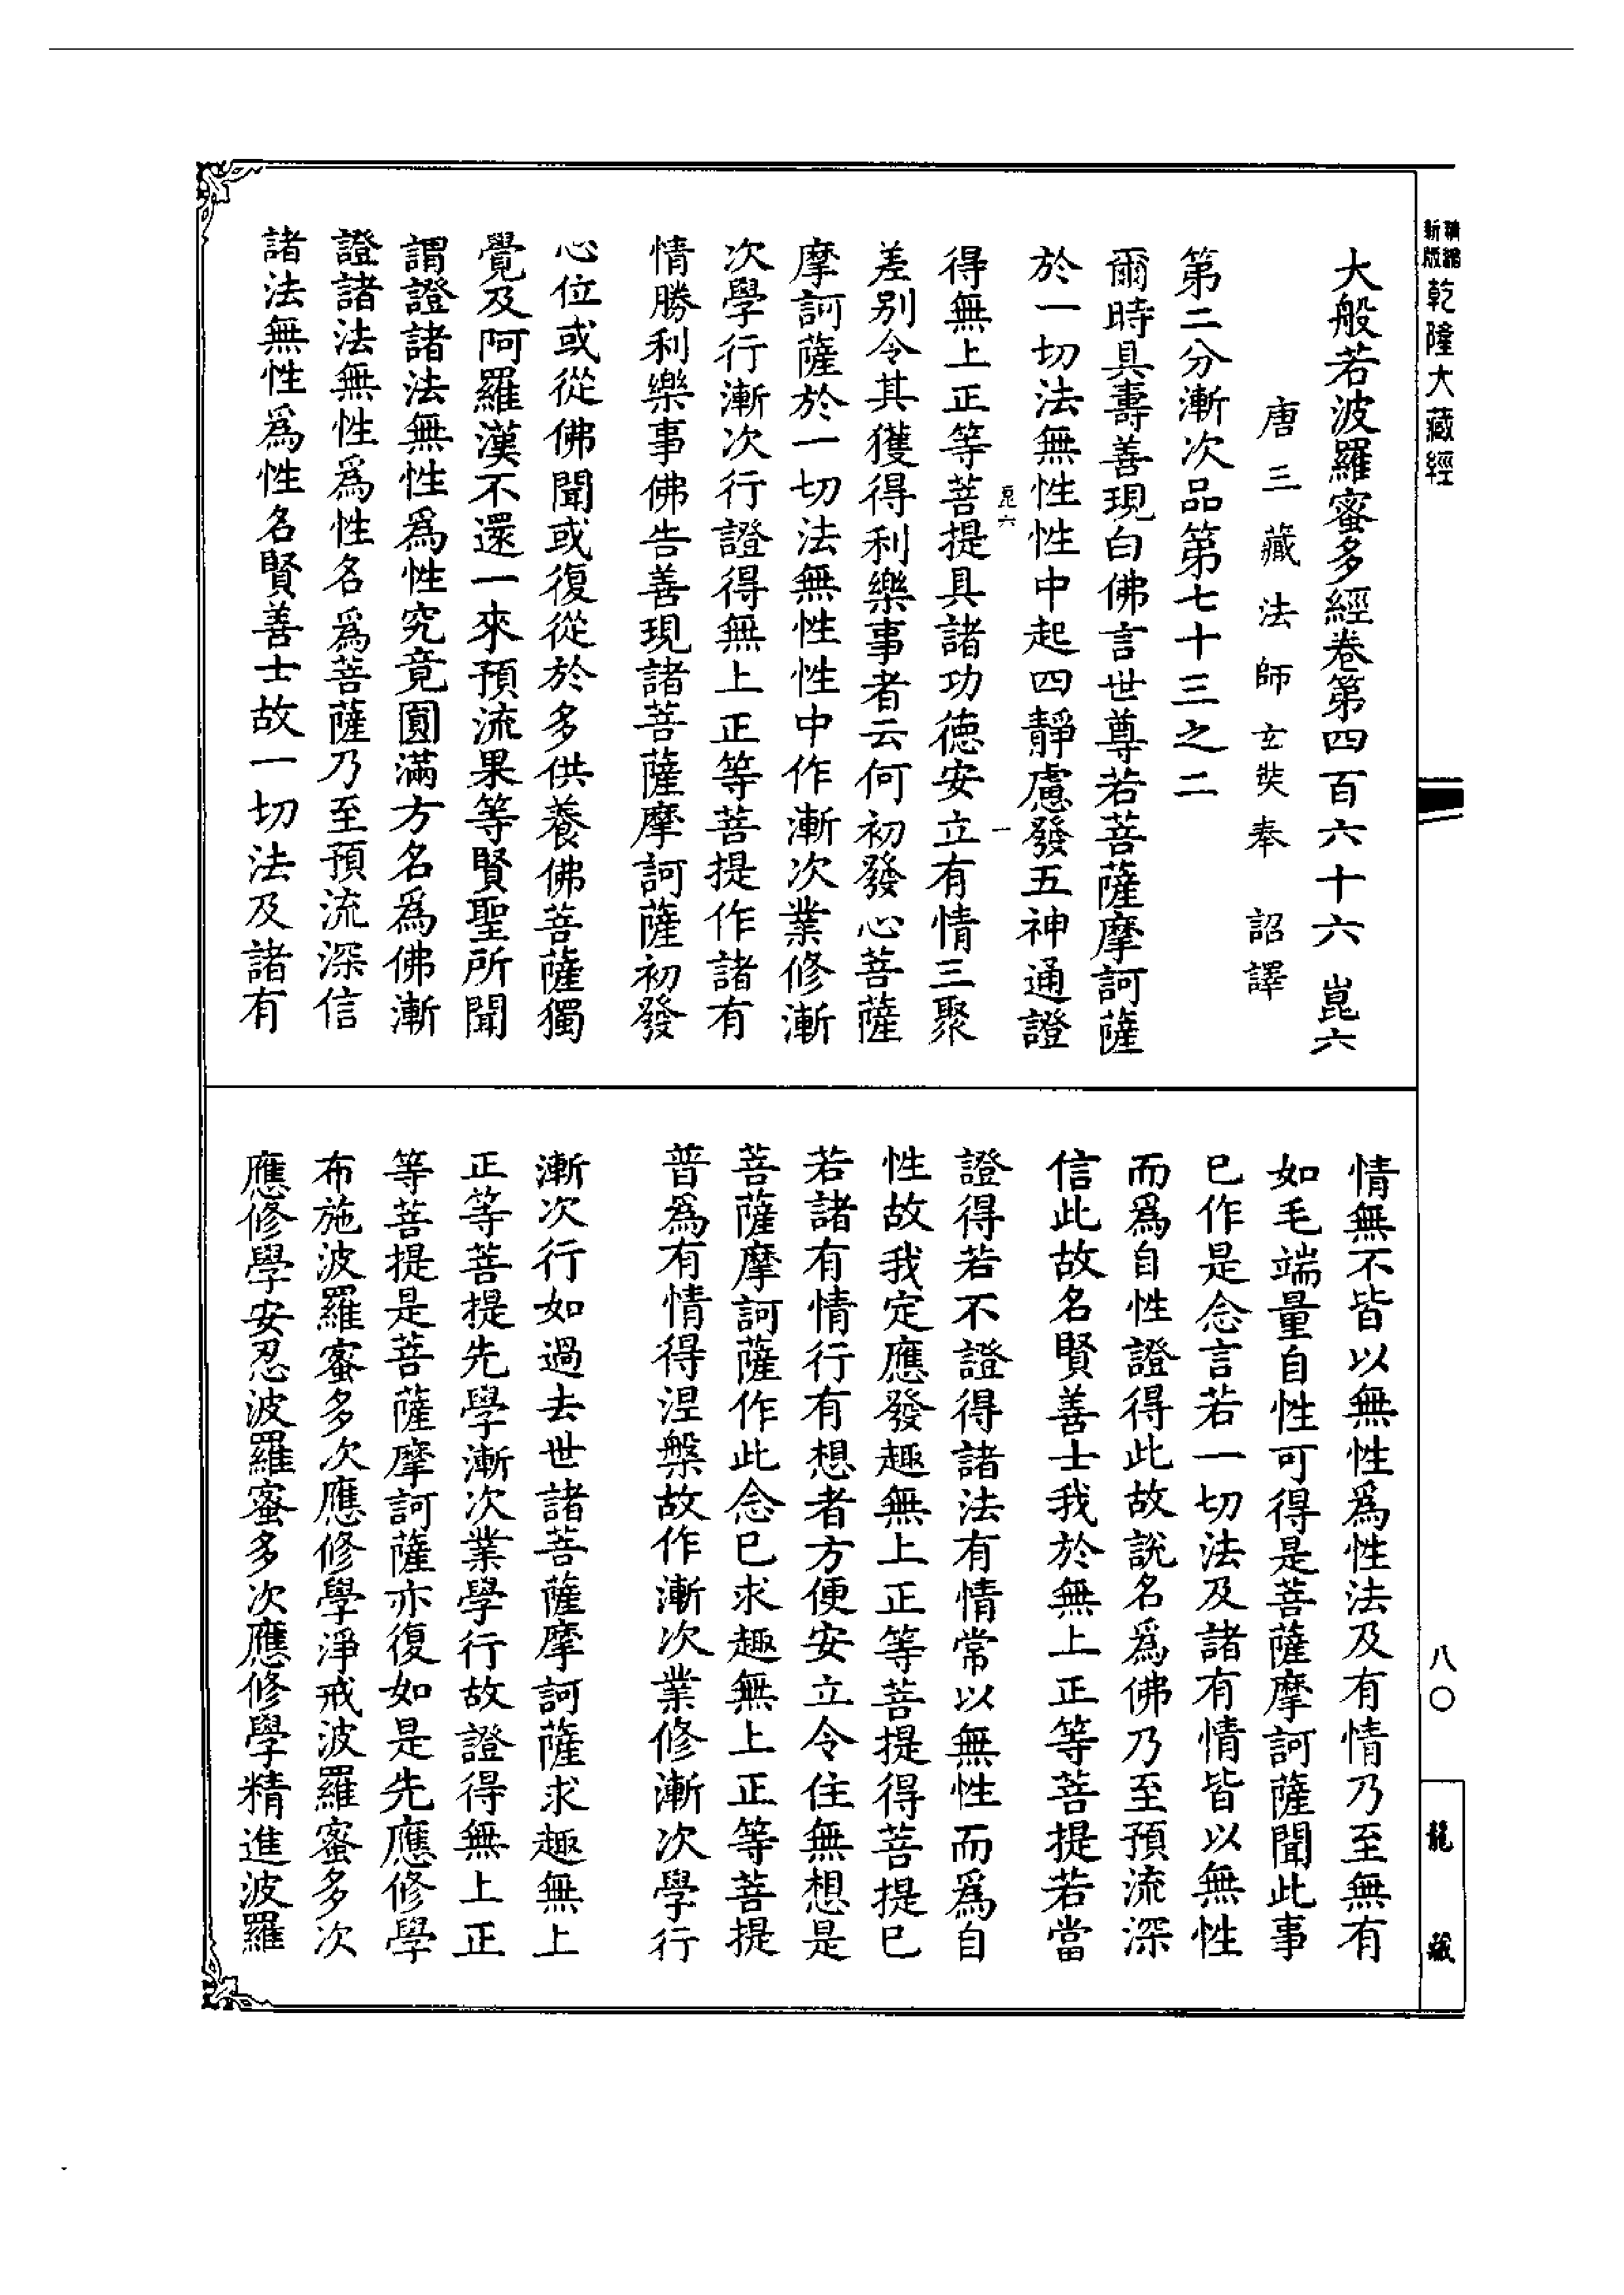 大般若波羅蜜多經卷第四百六十六 崑六
唐三藏法師玄奘奉 詔譯
第二分漸次品第七十三之二
爾時具壽善現白佛言世尊若菩薩摩訶薩
於一切法無性性中起四靜慮發五神通證
得無上正等菩提具諸功德安立有情三聚
崑六 一
差別令其獲得利樂事者云何初發心菩薩
摩訶薩於一切法無性性中作漸次業修漸
次學行漸次行證得無上正等菩提作諸有
情勝利樂事佛告善現諸菩薩摩訶薩初發
心位或從佛聞或復從於多供養佛菩薩獨
覺及阿羅漢不還一來預流果等賢聖所聞
謂證諸法無性爲性究竟圓滿方名爲佛漸
證諸法無性爲性名爲菩薩乃至預流深信
諸法無性爲性名賢善士故一切法及諸有
情無不皆以無性爲性法及有情乃至無有
如毛端量自性可得是菩薩摩訶薩聞此事
已作是念言若一切法及諸有情皆以無性
而爲自性證得此故說名爲佛乃至預流深
信此故名賢善士我於無上正等菩提若當
證得若不證得諸法有情常以無性而爲自
性故我定應發趣無上正等菩提得菩提已
若諸有情行有想者方便安立令住無想是
菩薩摩訶薩作此念已求趣無上正等菩提
普爲有情得涅槃故作漸次業修漸次學行
漸次行如過去世諸菩薩摩訶薩求趣無上
正等菩提先學漸次業學行故證得無上正
等菩提是菩薩摩訶薩亦復如是先應修學
布施波羅蜜多次應修學淨戒波羅蜜多次
應修學安忍波羅蜜多次應修學精進波羅
新版
精縮
乾隆大藏經
八〇
龍藏